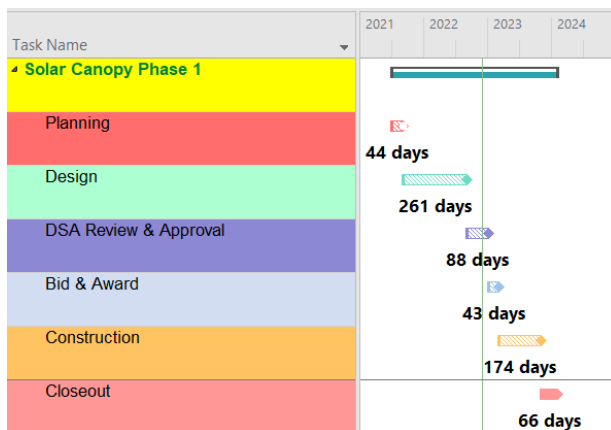 2021 2022 2023 2024
Task Name
Solar Canopy Phase 1
Planning
44 days
Design
261 days
DSA Review & Approval
88 days
Bid & Award
43 days
Construction
174 days
Closeout
66 days